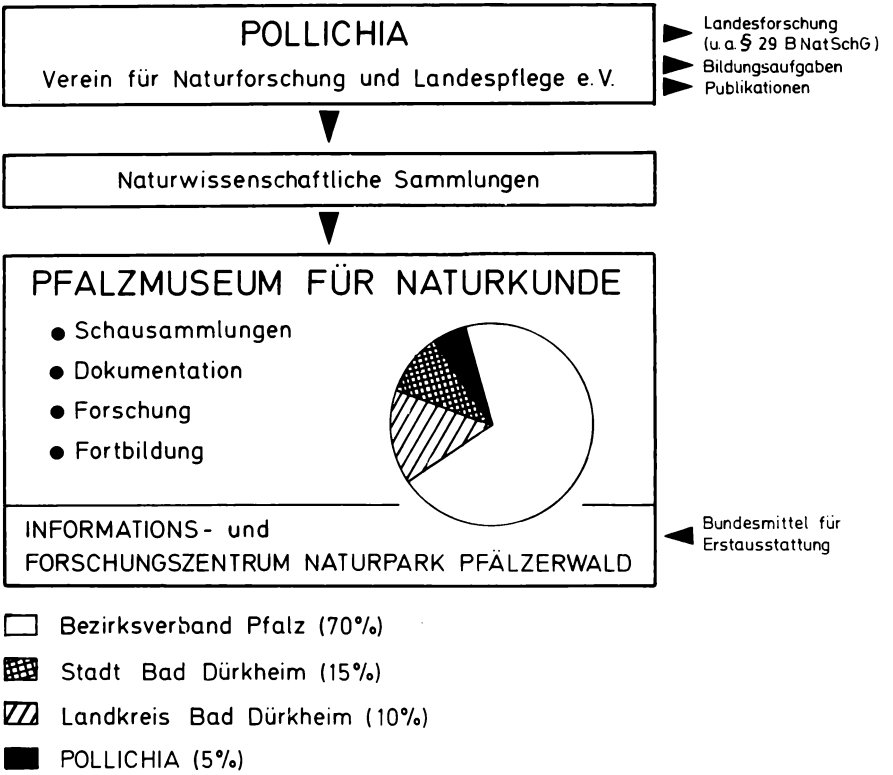 POLLICHIA
Verein für Naturforschung und Landespflege e.V.
Landesforschung
(u.a.§ 29 BNatSchG)
Bildungsaufgaben
Publikationen
Naturwissenschaftliche Sammlungen
PFALZMUSEUM FÜR NATURKUNDE
● Schausammlungen
● Dokumentation
● Forschung
● Fortbildung
INFORMATIONS- und
FORSCHUNGSZENTRUM NATURPARK PFÄLZERWALD
Bundesmittel für
Erstausstattung
Bezirksverband Pfalz (70%)
Stadt Bad Dürkheim (15%)
Landkreis Bad Dürkheim (10%)
POLLICHIA (5%)